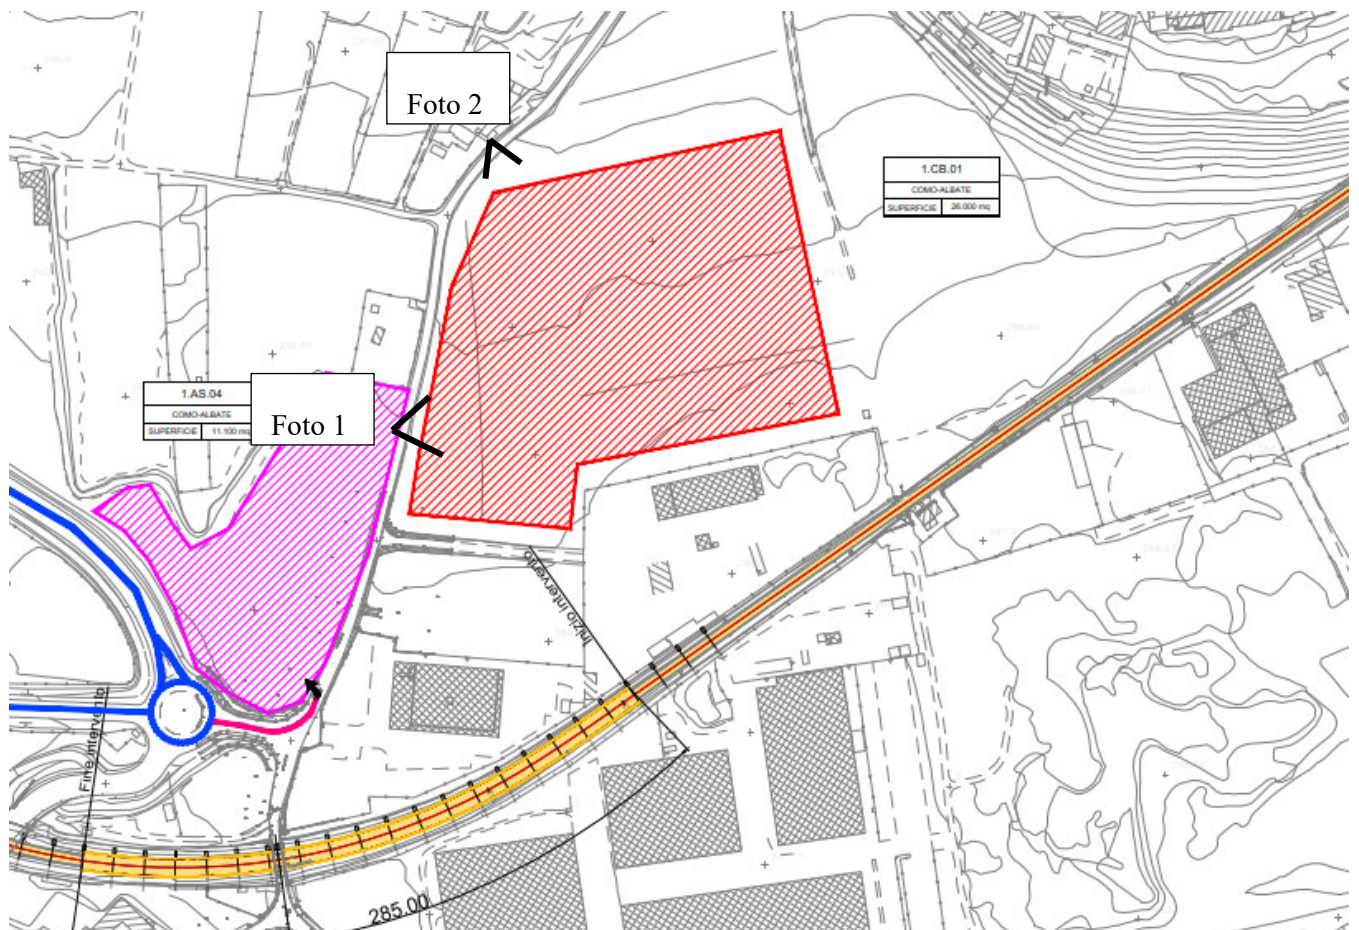 Foto 2
1.CB.01
COMO-ALBATE
SUPERFICIE 26.000 mq
1.AS.04
COMO-ALBATE
SUPERFICIE 11.100 mq
Foto 1
Inizio intervento
Fine intervento
285.00